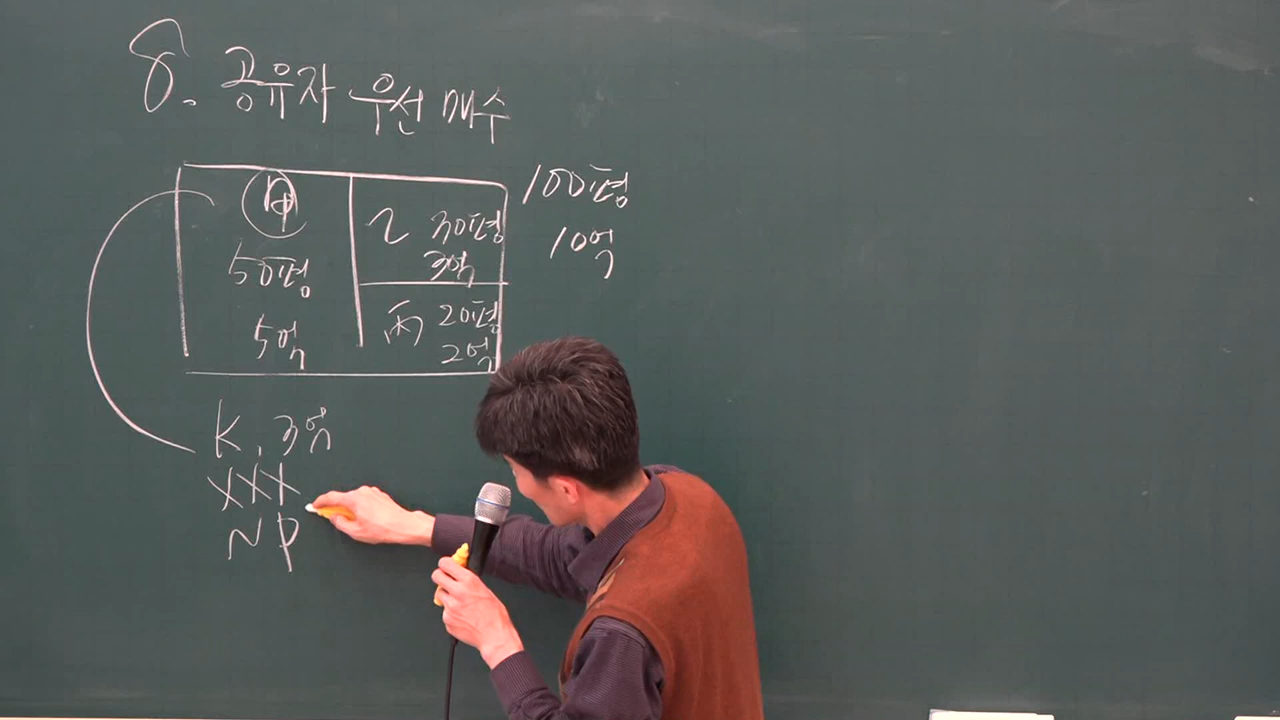 8. 공유자 우선 매수
甲
50평
5억
乙 30평
3억
丙 20평
2억
100평
10억
K. 3억
XXX
NP